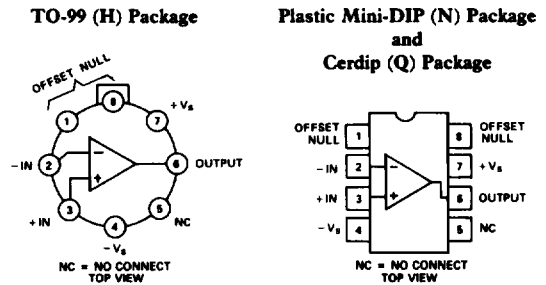 TO-99 (H) Package
OFFSET NULL
8
1
7
+VS
-IN
2
-
6
OUTPUT
+
+IN
3
5
NC
4
-VS
NC = NO CONNECT
TOP VIEW
Plastic Mini-DIP (N) Package
and
Cerdip (Q) Package
OFFSET
NULL
1
8
OFFSET
NULL
-IN
2
-
7
+VS
+IN
3
+
6
OUTPUT
-VS
4
5
NC
NC = NO CONNECT
TOP VIEW